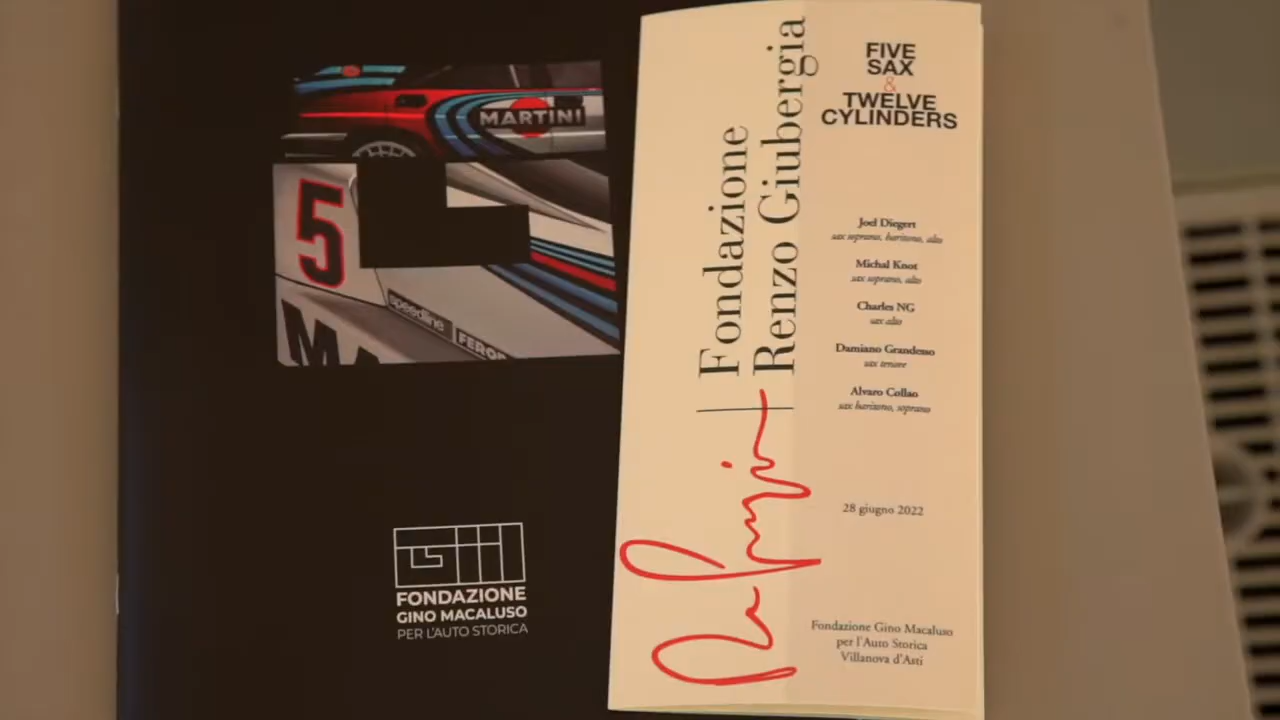 MARTINI
5
speedline
FERODO
FONDAZIONE
GINO MACALUSO
PER L'AUTO STORICA
Fondazione
Renzo Giubergia
FIVE
SAX
&
TWELVE
CYLINDERS
Joel Diegert
sax soprano, baritono, alto
Michal Knot
sax soprano, alto
Charles NG
sax alto
Damiano Grandesso
sax tenore
Alvaro Collao
sax baritono, soprano
28 giugno 2022
Fondazione Gino Macaluso
per l'Auto Storica
Villanova d'Asti